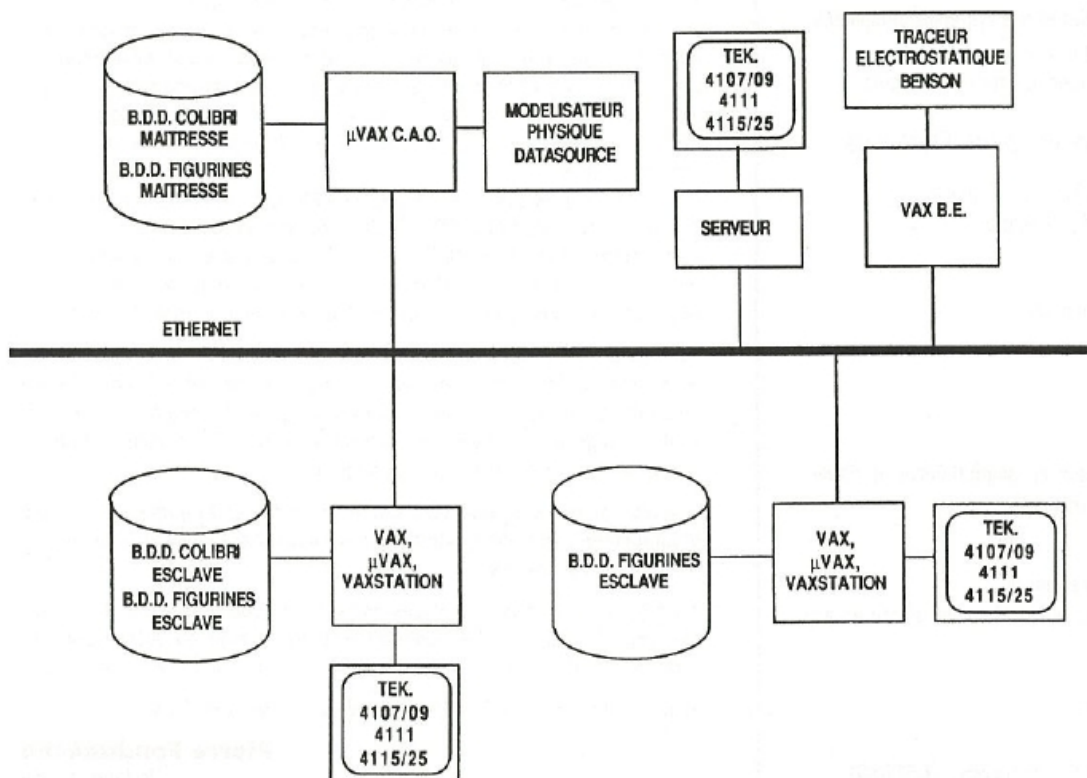 B.D.D. COLIBRI
MAITRESSE
B.D.D. FIGURINES
MAITRESSE
µVAX C.A.O.
MODELISATEUR
PHYSIQUE
DATASOURCE
TEK.
4107/09
4111
4115/25
SERVEUR
TRACEUR
ELECTROSTATIQUE
BENSON
VAX B.E.
ETHERNET
B.D.D. COLIBRI
ESCLAVE
B.D.D. FIGURINES
ESCLAVE
VAX,
µVAX,
VAXSTATION
TEK.
4107/09
4111
4115/25
B.D.D. FIGURINES
ESCLAVE
VAX,
µVAX,
VAXSTATION
TEK.
4107/09
4111
4115/25